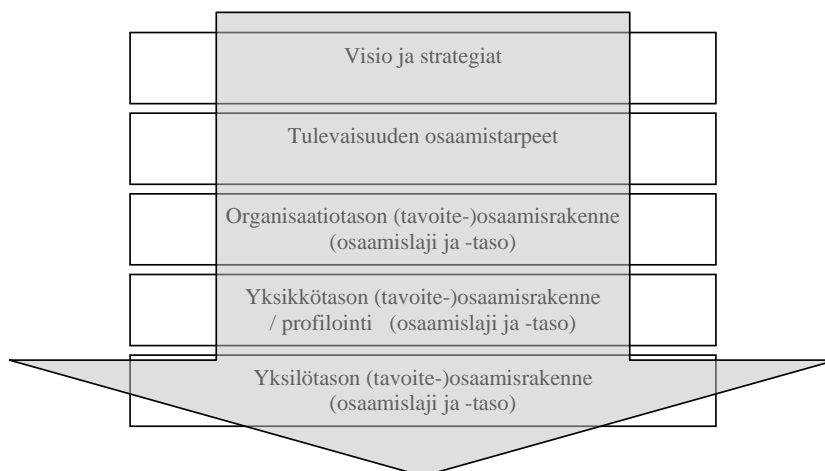 Visio ja strategiat
Tulevaisuuden osaamistarpeet
Organisaatiotason (tavoite-)osaamisrakenne
(osaamislaji ja -taso)
Yksikkötason (tavoite-)osaamisrakenne
/ profilointi (osaamislaji ja -taso)
Yksilötason (tavoite-)osaamisrakenne
(osaamislaji ja -taso)